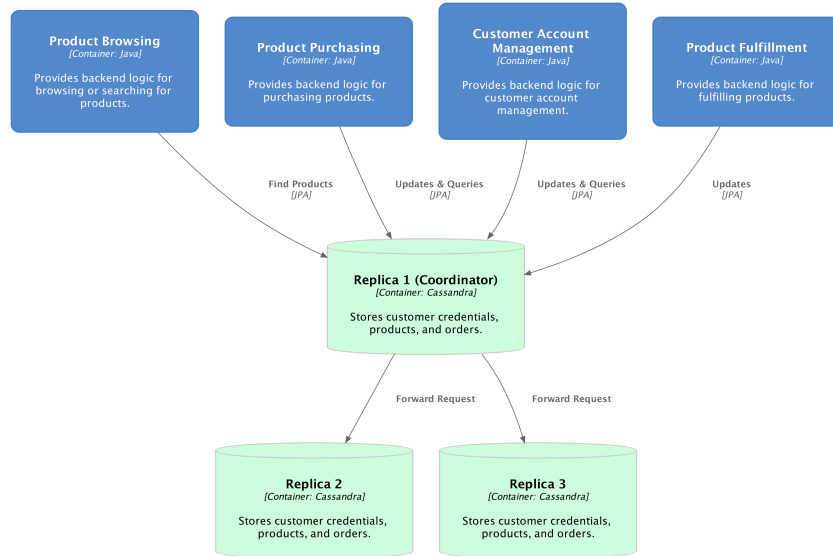 Product Browsing
[Container: Java]
Provides backend logic for
browsing or searching for
products.
Product Purchasing
[Container: Java]
Provides backend logic for
purchasing products.
Customer Account
Management
[Container: Java]
Provides backend logic for
customer account
management.
Product Fulfillment
[Container: Java]
Provides backend logic for
fulfilling products.
Find Products
[JPA]
Updates & Queries
[JPA]
Updates & Queries
[JPA]
Updates
[JPA]
Replica 1 (Coordinator)
[Container: Cassandra]
Stores customer credentials,
products, and orders.
Forward Request
Forward Request
Replica 2
[Container: Cassandra]
Stores customer credentials,
products, and orders.
Replica 3
[Container: Cassandra]
Stores customer credentials,
products, and orders.